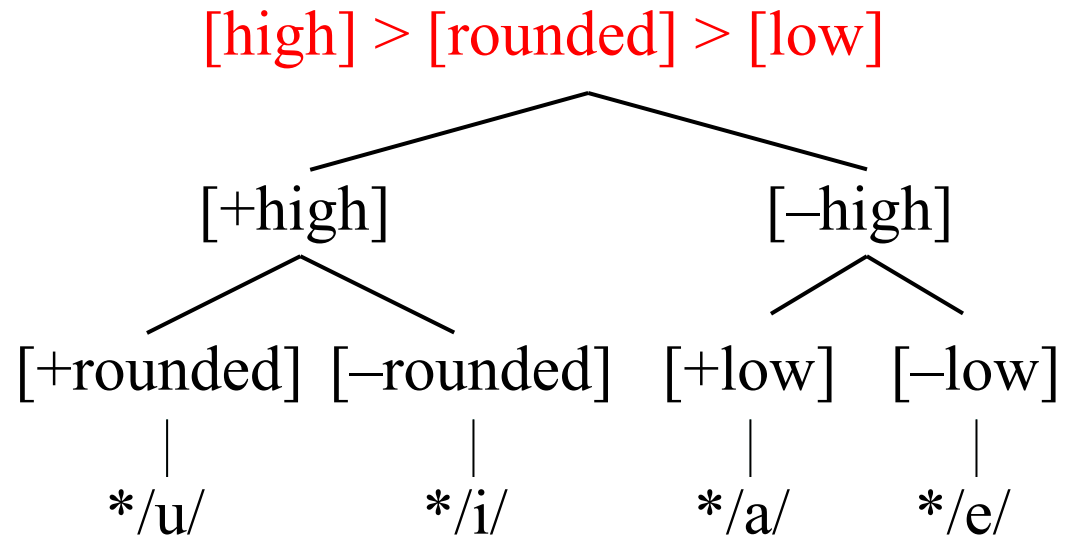 [high] > [rounded] > [low]
[+high] [–high]
[+rounded] [–rounded] [+low] [–low]
*/u/ */i/ */a/ */e/